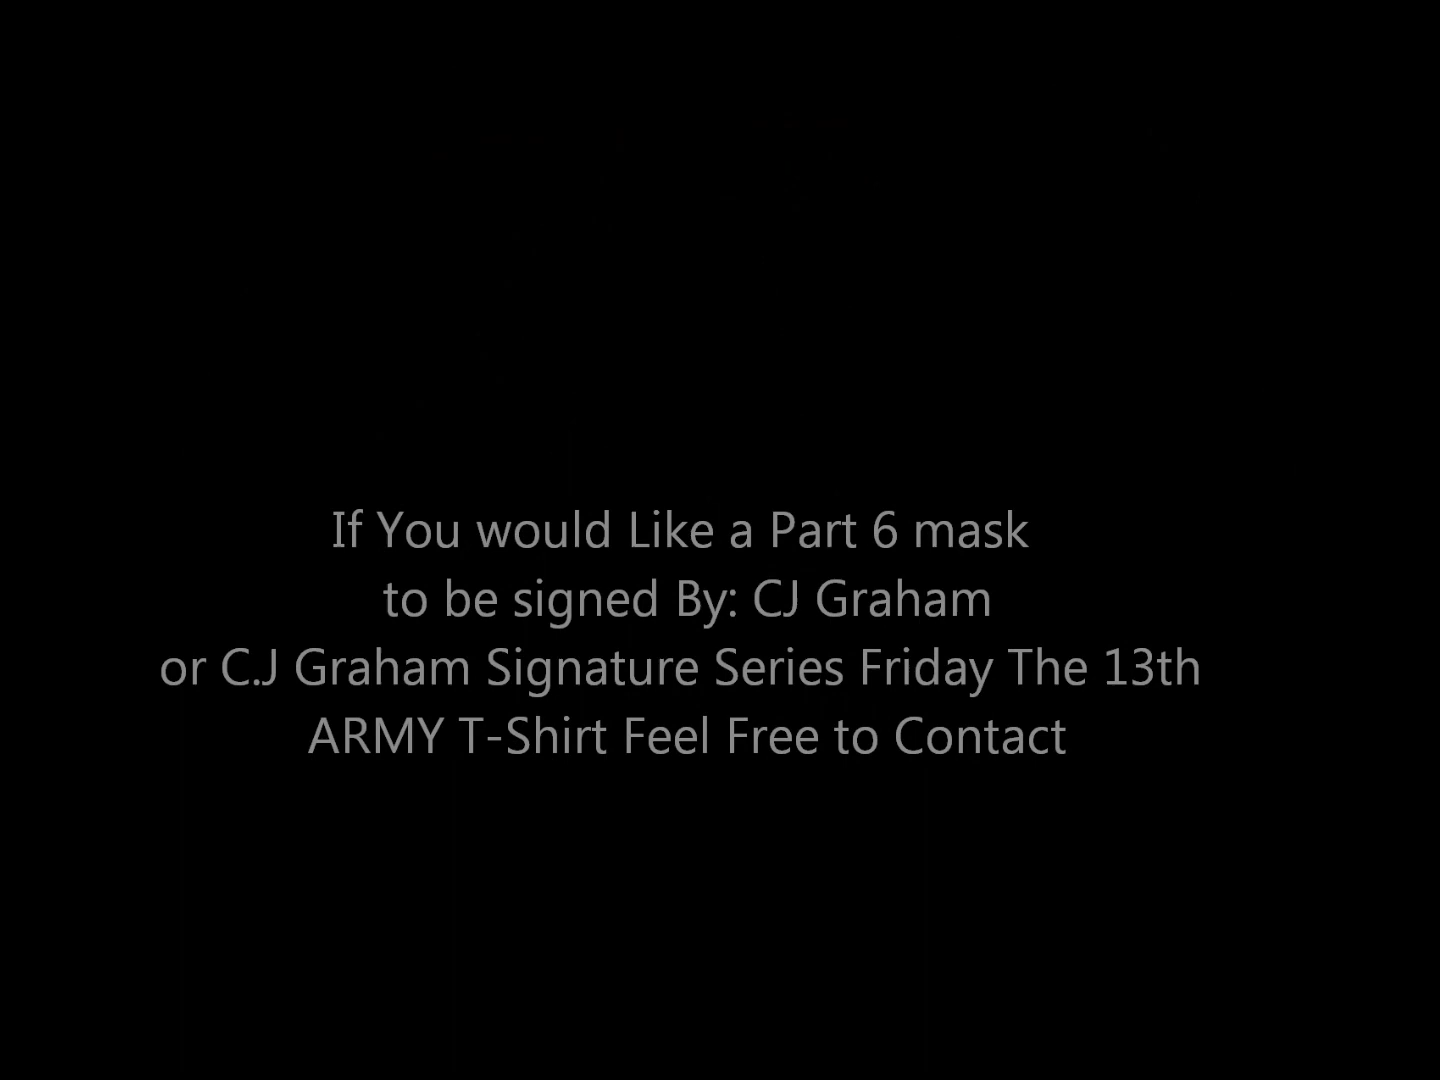 If You would Like a Part 6 mask
to be signed By: CJ Graham
or C.J Graham Signature Series Friday The 13th
ARMY T-Shirt Feel Free to Contact